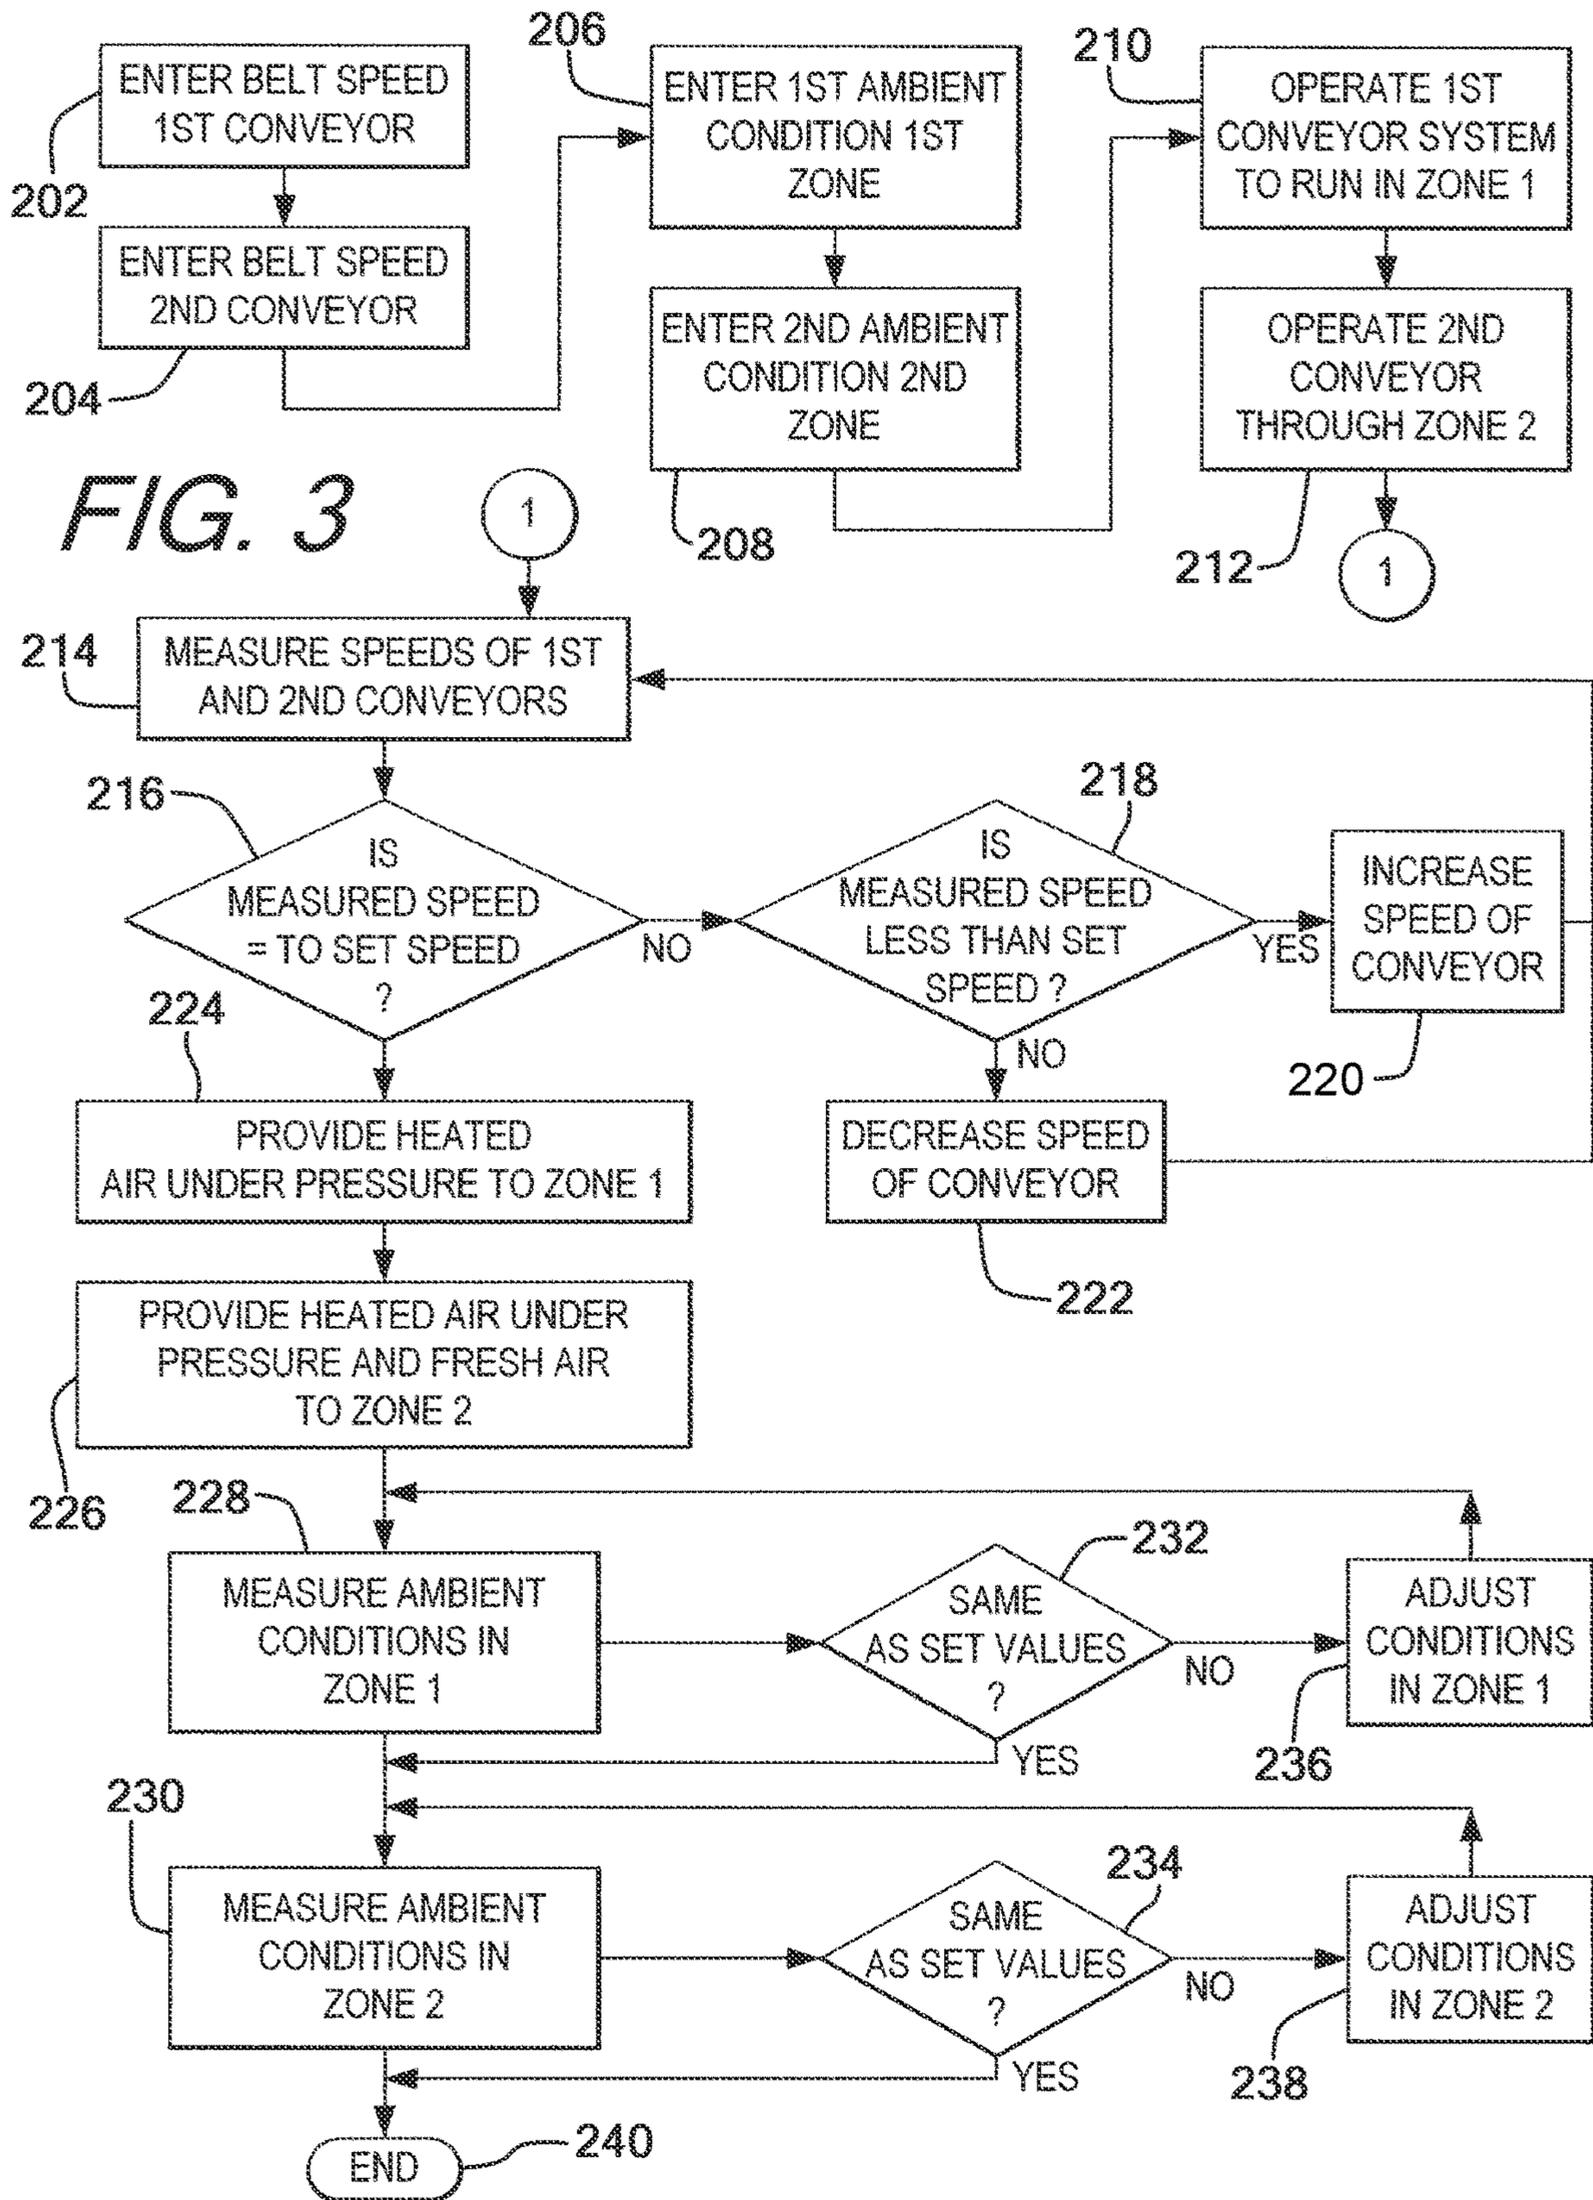 202
ENTER BELT SPEED
1ST CONVEYOR
204
ENTER BELT SPEED
2ND CONVEYOR
206
ENTER 1ST AMBIENT
CONDITION 1ST
ZONE
208
ENTER 2ND AMBIENT
CONDITION 2ND
ZONE
210
OPERATE 1ST
CONVEYOR SYSTEM
TO RUN IN ZONE 1
212
OPERATE 2ND
CONVEYOR
THROUGH ZONE 2
1
FIG. 3
1
214
MEASURE SPEEDS OF 1ST
AND 2ND CONVEYORS
216
IS
MEASURED SPEED
= TO SET SPEED
?
NO
218
IS
MEASURED SPEED
LESS THAN SET
SPEED ?
YES
INCREASE
SPEED OF
CONVEYOR
220
NO
DECREASE SPEED
OF CONVEYOR
222
224
PROVIDE HEATED
AIR UNDER PRESSURE TO ZONE 1
226
PROVIDE HEATED AIR UNDER
PRESSURE AND FRESH AIR
TO ZONE 2
228
MEASURE AMBIENT
CONDITIONS IN
ZONE 1
232
SAME
AS SET VALUES
?
NO
YES
ADJUST
CONDITIONS
IN ZONE 1
236
230
MEASURE AMBIENT
CONDITIONS IN
ZONE 2
234
SAME
AS SET VALUES
?
NO
YES
ADJUST
CONDITIONS
IN ZONE 2
238
END
240